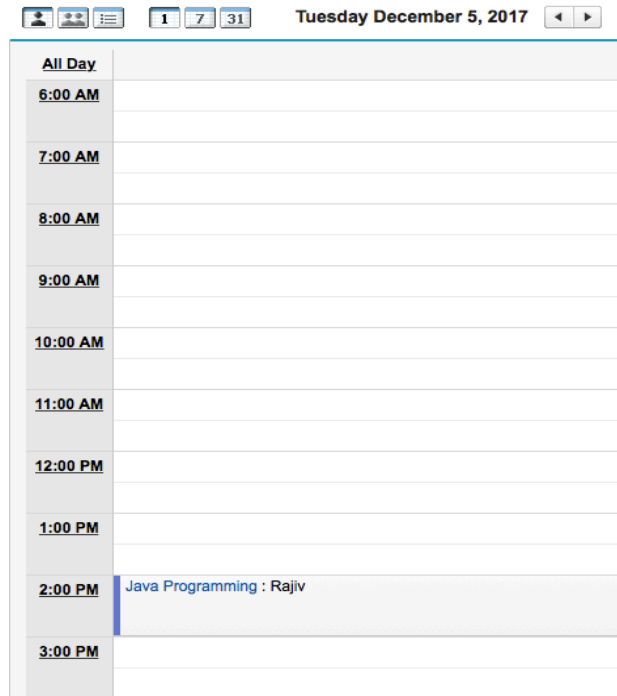 1 7 31 Tuesday December 5, 2017
All Day
6:00 AM
7:00 AM
8:00 AM
9:00 AM
10:00 AM
11:00 AM
12:00 PM
1:00 PM
2:00 PM Java Programming : Rajiv
3:00 PM